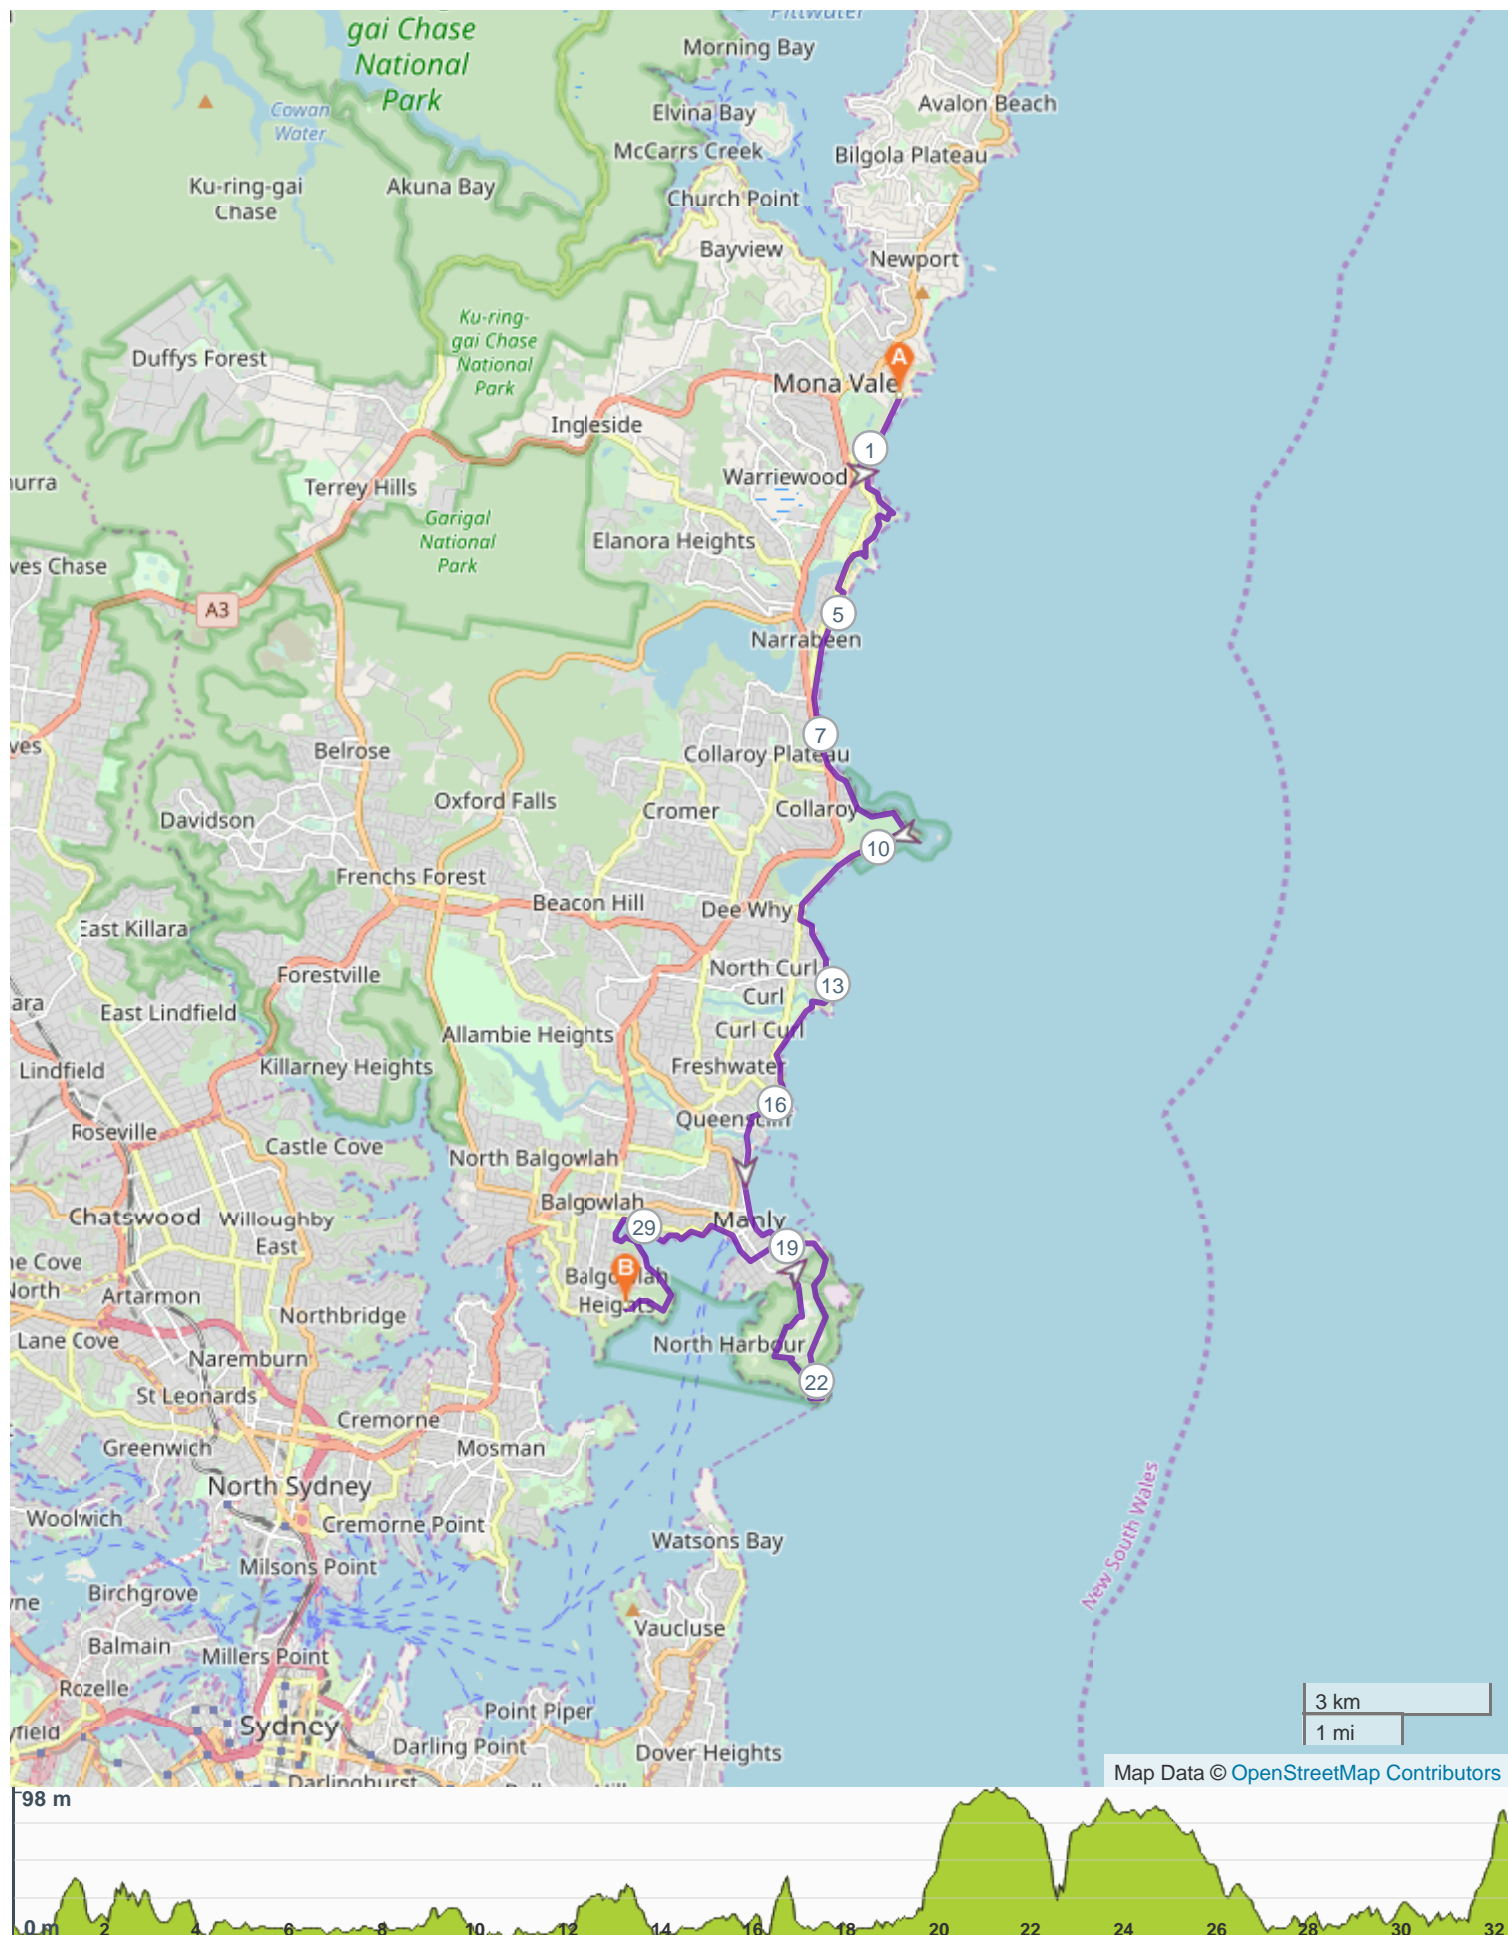 Pittwater
gai Chase
National
Park
Morning Bay
Avalon Beach
Elvina Bay
Cowan
Water
McCarrs Creek
Bilgola Plateau
Ku-ring-gai
Chase
Akuna Bay
Church Point
Bayview
Newport
Ku-ring-
gai Chase
National
Park
Duffys Forest
A
Mona Vale
Ingleside
1
Warriewood
Terrey Hills
Garigal
National
Park
Elanora Heights
ves Chase
A3
5
Narrabeen
7
Belrose
Collaroy Plateau
Oxford Falls
Cromer
Collaroy
Davidson
10
Frenchs Forest
Beacon Hill
Dee Why
East Killara
Forestville
North Curl
Curl
13
East Lindfield
Allambie Heights
Curl Curl
Lindfield
Killarney Heights
Freshwater
16
Queenscliff
Roseville
Castle Cove
North Balgowlah
Balgowlah
Chatswood
Willoughby
East
Manly
29
19
B
Balgowlah
Heights
Artarmon
Northbridge
Lane Cove
North Harbour
Naremburn
22
St Leonards
Cremorne
Greenwich
Mosman
North Sydney
Woolwich
Cremorne Point
Watsons Bay
Milsons Point
Birchgrove
New South Wales
Vaucluse
Balmain
Millers Point
Rozelle
Point Piper
3 km
Sydney
1 mi
Darling Point
Dover Heights
Darlinghurst
Map Data © OpenStreetMap Contributors
98 m
0 m 2 4 6 8 10 12 14 16 18 20 22 24 26 28 30 32